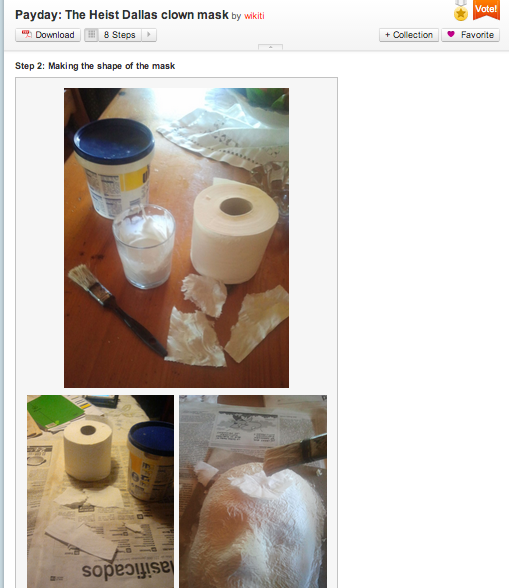 Payday: The Heist Dallas clown mask by wikiti
Vote!
Download
8 Steps
+ Collection
Favorite
Step 2: Making the shape of the mask
asificados